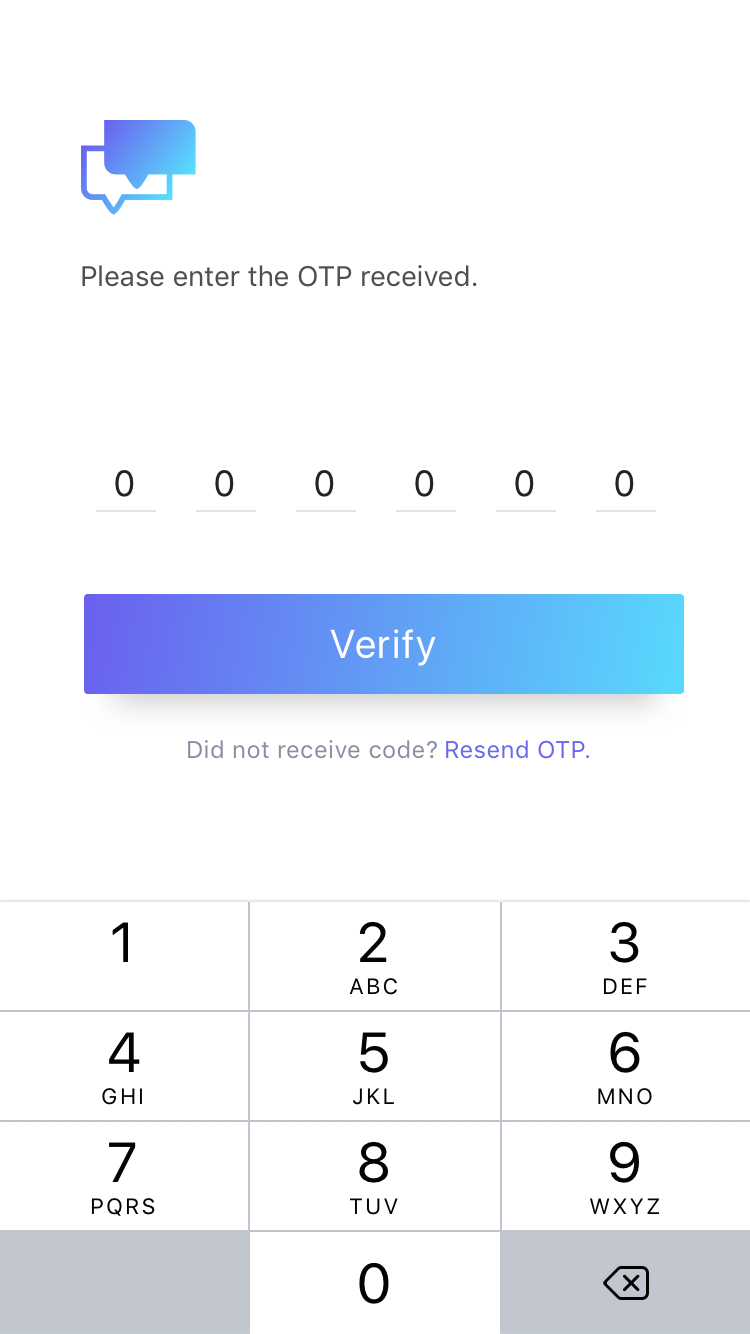 Please enter the OTP received.
0 0 0 0 0 0
Verify
Did not receive code? Resend OTP.
1 2 3
ABC DEF
4 5 6
GHI JKL MNO
7 8 9
PQRS TUV WXYZ
0